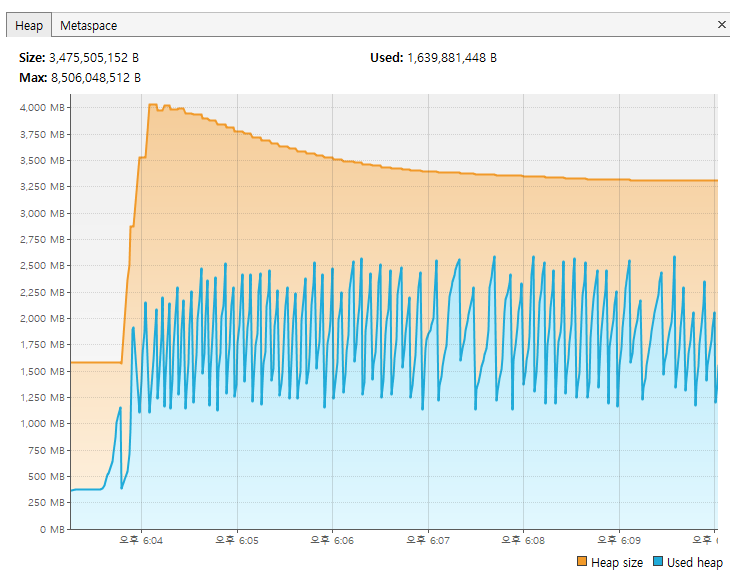 Heap Metaspace ×
Size: 3,475,505,152 B Used: 1,639,881,448 B
Max: 8,506,048,512 B
4,000 MB
3,750 MB
3,500 MB
3,250 MB
3,000 MB
2,750 MB
2,500 MB
2,250 MB
2,000 MB
1,750 MB
1,500 MB
1,250 MB
1,000 MB
750 MB
500 MB
250 MB
0 MB
오후 6:04 오후 6:05 오후 6:06 오후 6:07 오후 6:08 오후 6:09 오후
Heap size Used heap